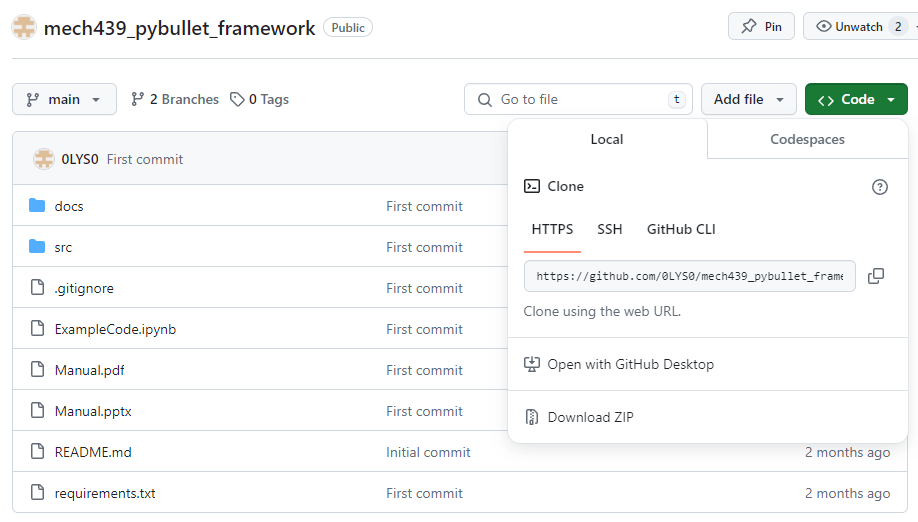 mech439_pybullet_framework Public Pin Unwatch 2
main 2 Branches 0 Tags Go to file t Add file Code
Local Codespaces
0LYS0 First commit
Clone
docs First commit
HTTPS SSH GitHub CLI
src First commit
https://github.com/0LYS0/mech439_pybullet_frame
.gitignore First commit
Clone using the web URL.
ExampleCode.ipynb First commit
Open with GitHub Desktop
Manual.pdf First commit
Manual.pptx First commit
Download ZIP
README.md Initial commit 2 months ago
requirements.txt First commit 2 months ago